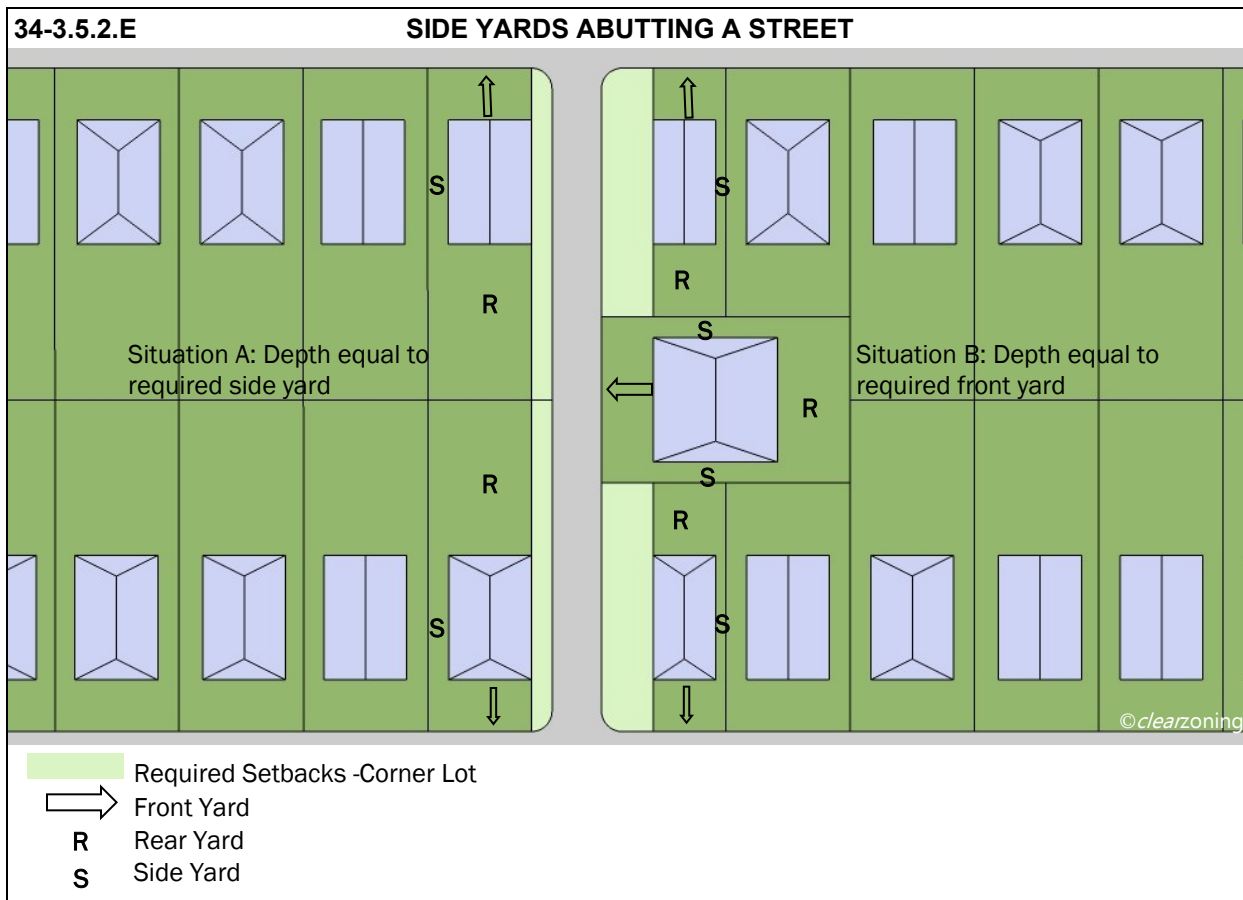 34-3.5.2.E
SIDE YARDS ABUTTING A STREET
S
S
R
R
S
Situation A: Depth equal to
required side yard
Situation B: Depth equal to
required front yard
R
R
S
R
S
S
©clearzoning
Required Setbacks -Corner Lot
Front Yard
R Rear Yard
S Side Yard